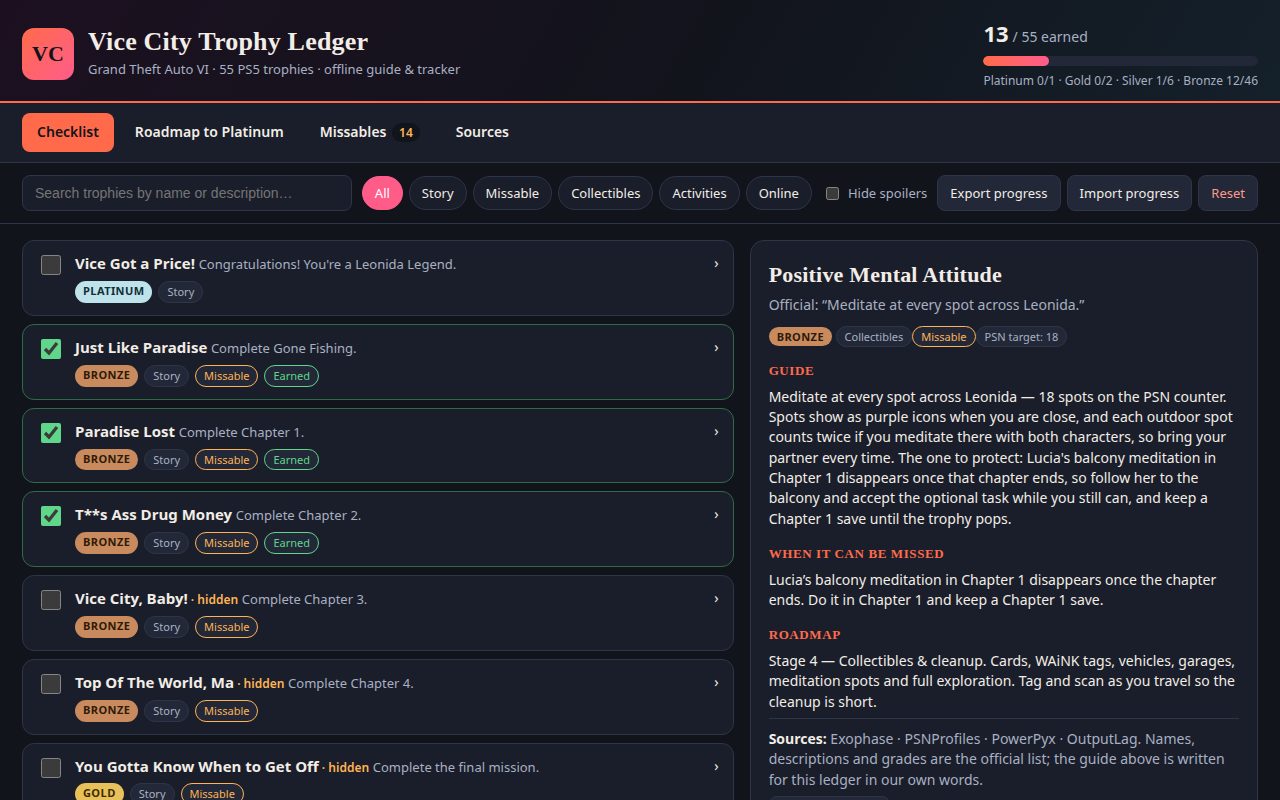 VC
Vice City Trophy Ledger
Grand Theft Auto VI · 55 PS5 trophies · offline guide & tracker
13 / 55 earned
Platinum 0/1 · Gold 0/2 · Silver 1/6 · Bronze 12/46
Checklist Roadmap to Platinum Missables 14 Sources
Search trophies by name or description… All Story Missable Collectibles Activities Online Hide spoilers Export progress Import progress Reset
Vice Got a Price! Congratulations! You're a Leonida Legend. ›
PLATINUM Story
Just Like Paradise Complete Gone Fishing. ›
BRONZE Story Missable Earned
Paradise Lost Complete Chapter 1. ›
BRONZE Story Missable Earned
T**s Ass Drug Money Complete Chapter 2. ›
BRONZE Story Missable Earned
Vice City, Baby! · hidden Complete Chapter 3. ›
BRONZE Story Missable
Top Of The World, Ma · hidden Complete Chapter 4. ›
BRONZE Story Missable
You Gotta Know When to Get Off · hidden Complete the final mission. ›
GOLD Story Missable
Positive Mental Attitude
Official: “Meditate at every spot across Leonida.”
BRONZE Collectibles Missable PSN target: 18
GUIDE
Meditate at every spot across Leonida — 18 spots on the PSN counter.
Spots show as purple icons when you are close, and each outdoor spot
counts twice if you meditate there with both characters, so bring your
partner every time. The one to protect: Lucia's balcony meditation in
Chapter 1 disappears once that chapter ends, so follow her to the
balcony and accept the optional task while you still can, and keep a
Chapter 1 save until the trophy pops.
WHEN IT CAN BE MISSED
Lucia’s balcony meditation in Chapter 1 disappears once the chapter
ends. Do it in Chapter 1 and keep a Chapter 1 save.
ROADMAP
Stage 4 — Collectibles & cleanup. Cards, WAiNK tags, vehicles, garages,
meditation spots and full exploration. Tag and scan as you travel so the
cleanup is short.
Sources: Exophase · PSNProfiles · PowerPyx · OutputLag. Names,
descriptions and grades are the official list; the guide above is written
for this ledger in our own words.